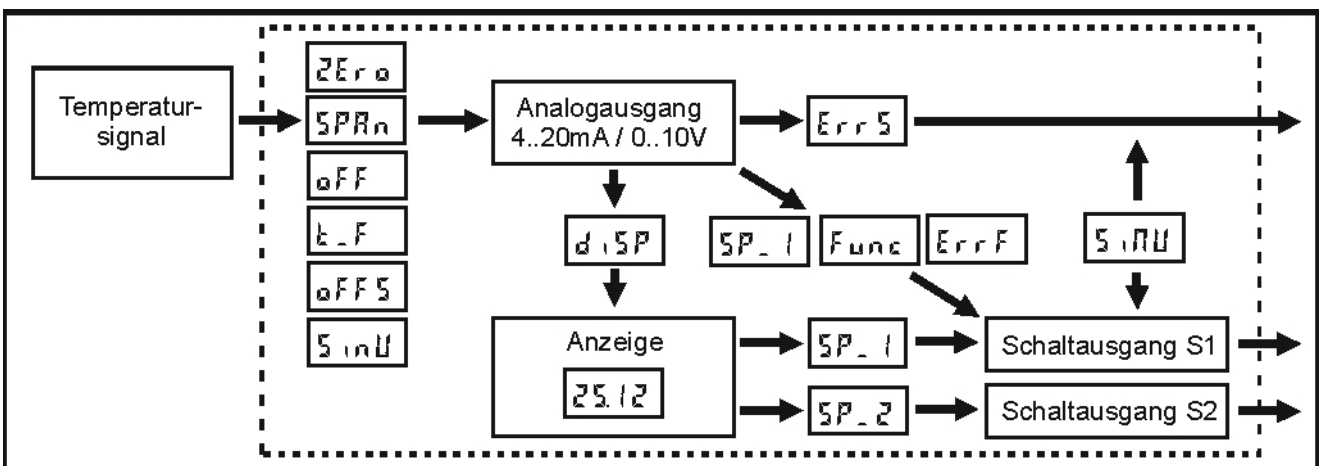 Temperatur-
signal
ZEro
SPAn
oFF
t_F
oFFS
SinU
Analogausgang
4..20mA / 0..10V
ErrS
diSP
SP_1
Func
ErrF
SiMU
Anzeige
25.12
SP_1
SP_2
Schaltausgang S1
Schaltausgang S2